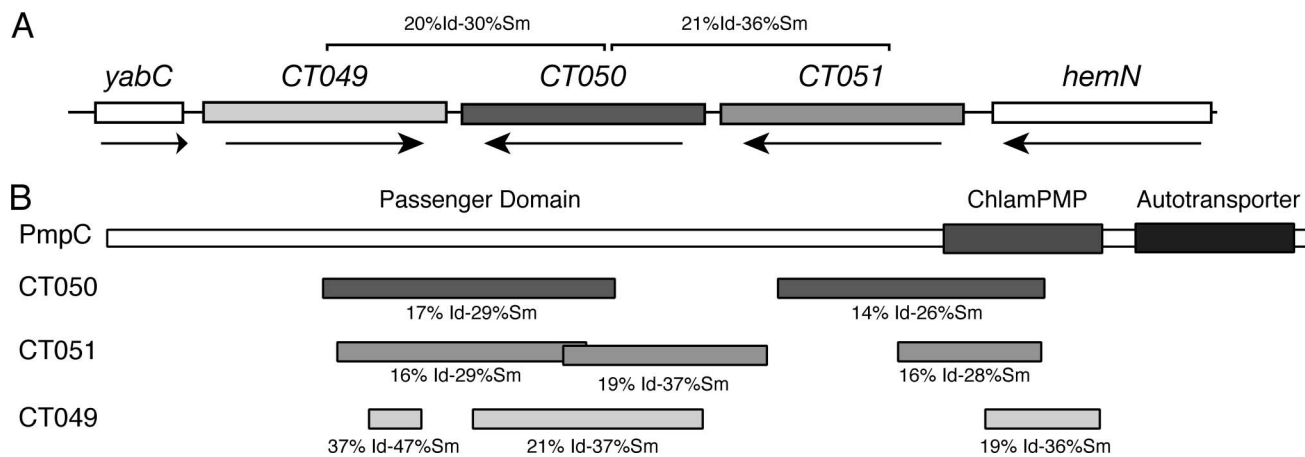 A
20%Id-30%Sm 21%Id-36%Sm
yabC CT049 CT050 CT051 hemN
B
Passenger Domain ChlamPMP Autotransporter
PmpC
CT050
17% Id-29%Sm 14% Id-26%Sm
CT051
16% Id-29%Sm 19% Id-37%Sm 16% Id-28%Sm
CT049
37% Id-47%Sm 21% Id-37%Sm 19% Id-36%Sm